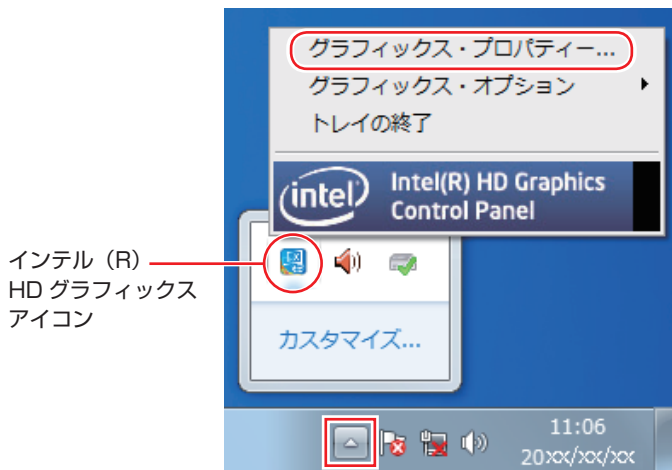 グラフィックス・プロパティー...
グラフィックス・オプション
トレイの終了
intel
Intel(R) HD Graphics
Control Panel
インテル（R）
HD グラフィックス
アイコン
カスタマイズ...
11:06
20xx/xx/xx